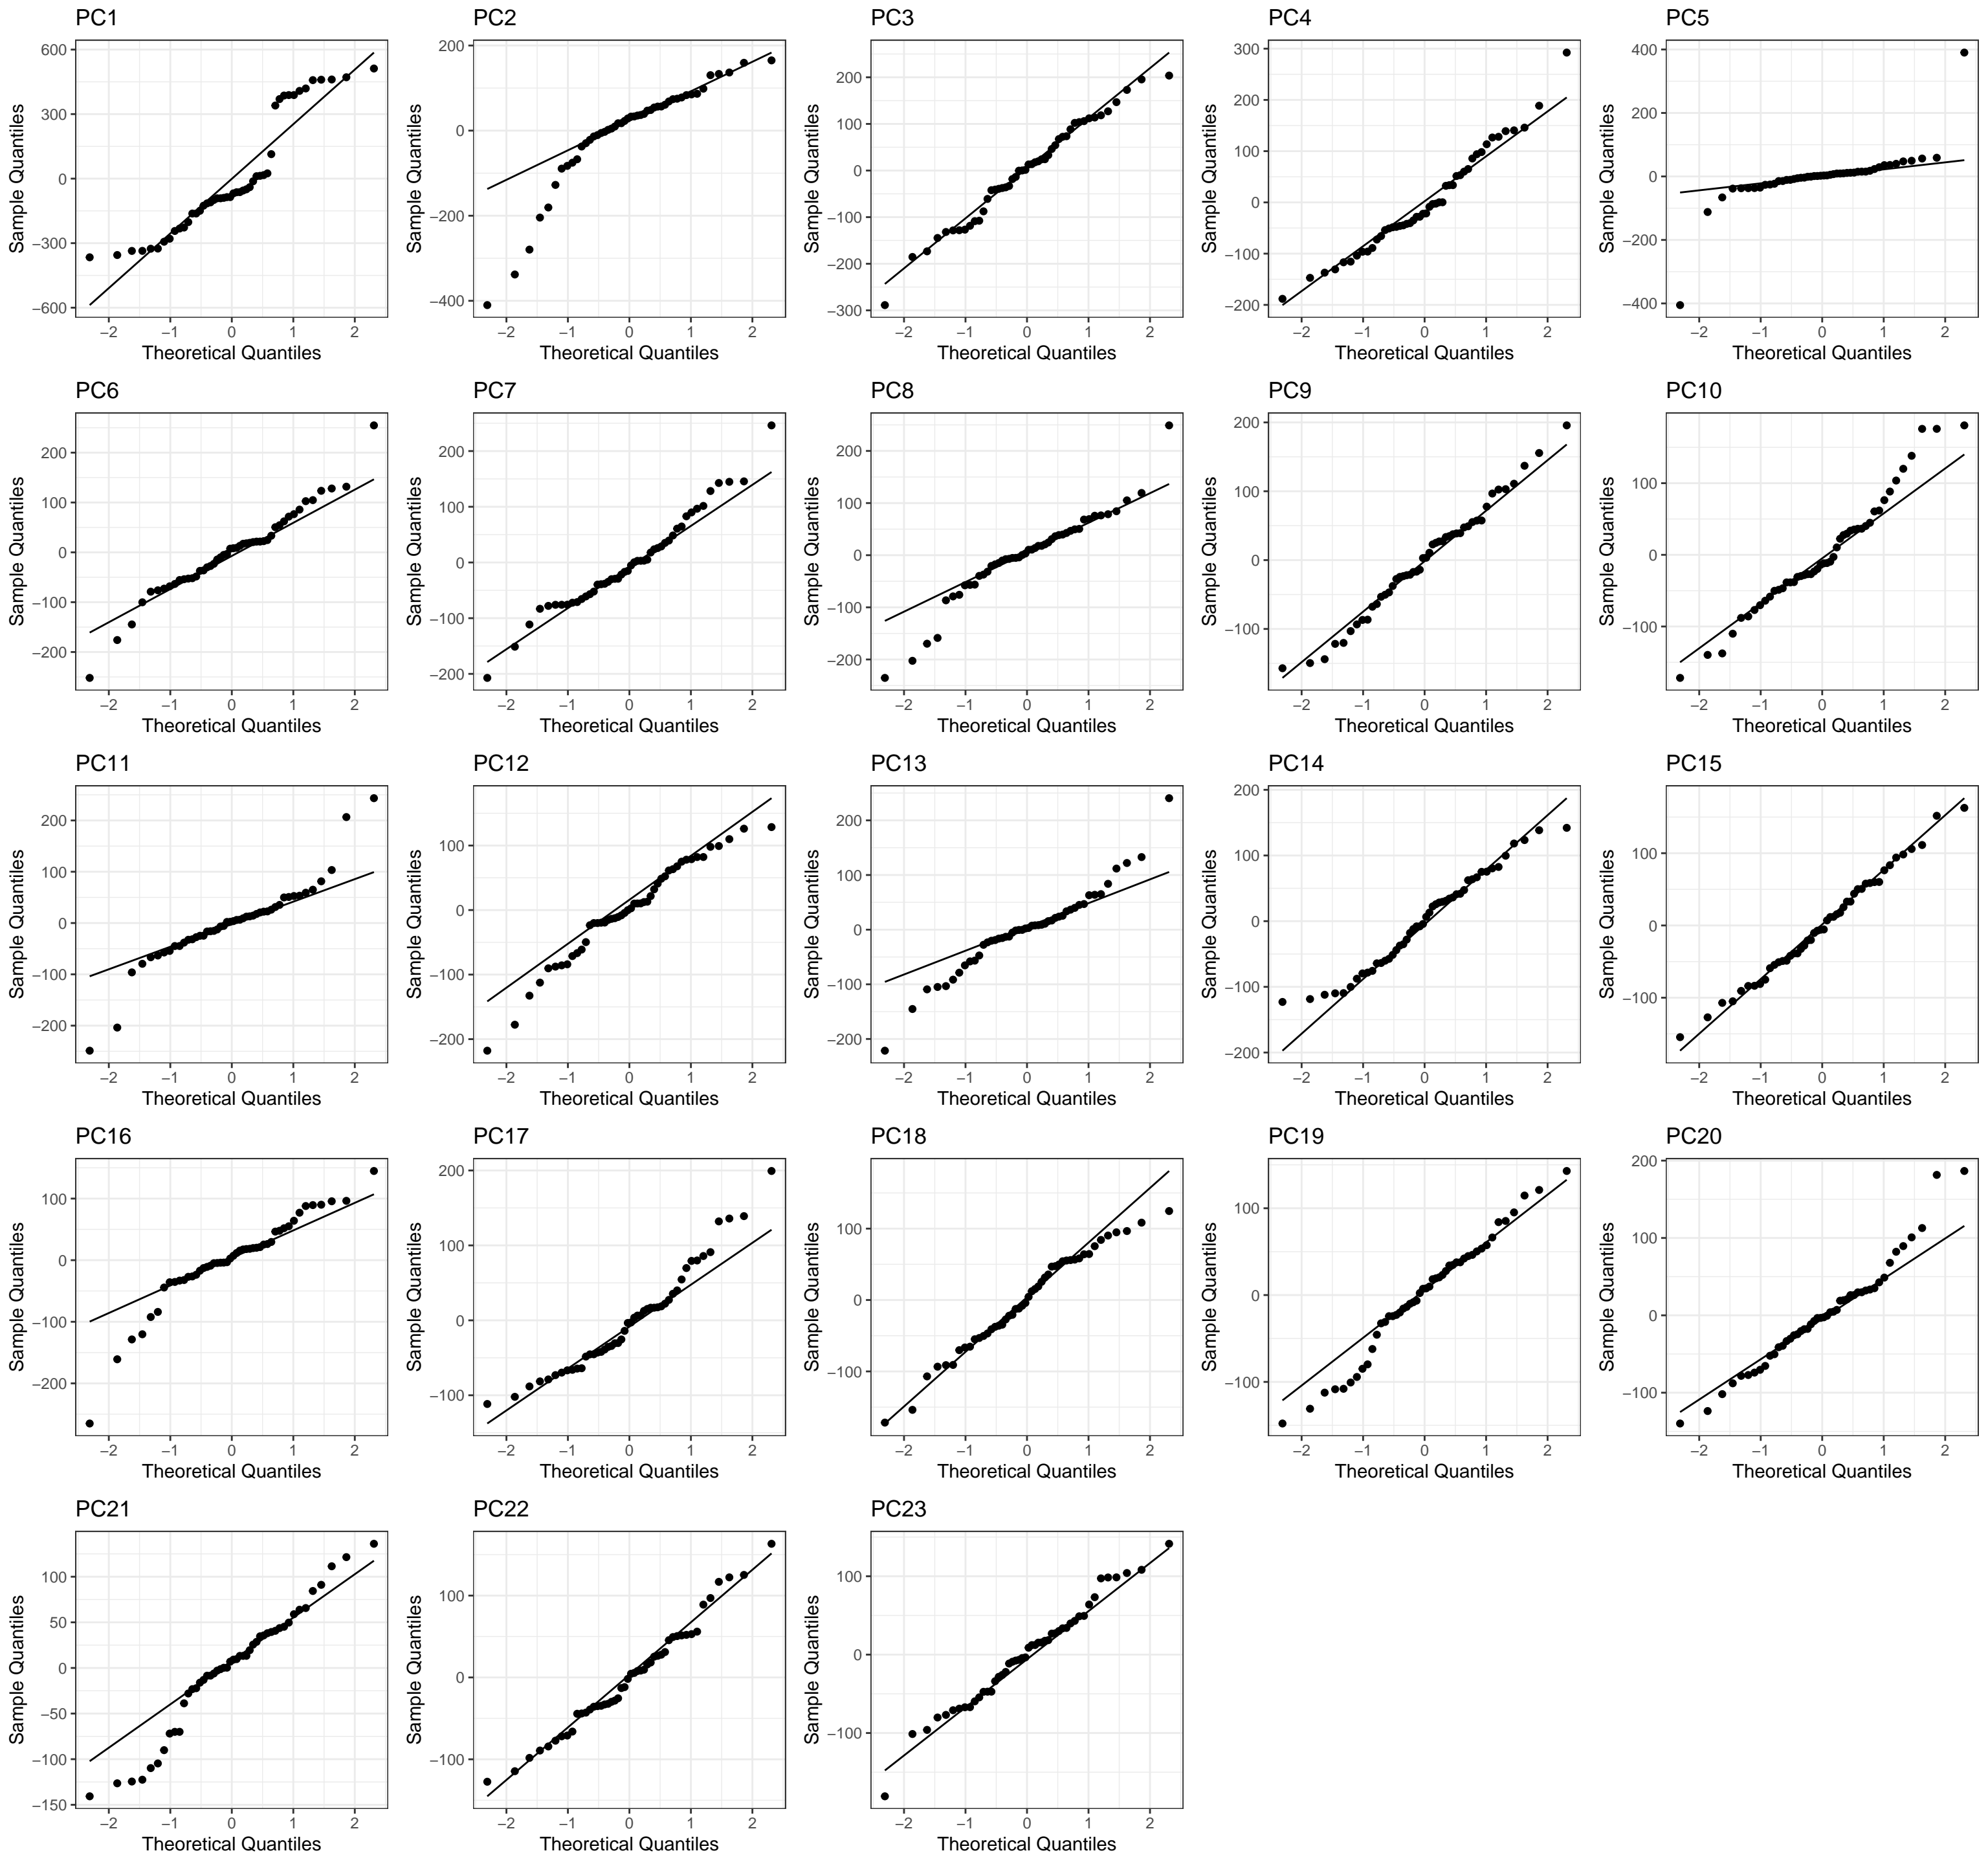 PC1 PC2 PC3 PC4 PC5
600 200 200 300 400
300 0 100 200 200
0 −200 0 100 0
−300 −400 −100 0 −200
−600 −200 −100 −400
−300 −200
−2 −1 0 1 2 −2 −1 0 1 2 −2 −1 0 1 2 −2 −1 0 1 2 −2 −1 0 1 2
Sample Quantiles Sample Quantiles Sample Quantiles Sample Quantiles Sample Quantiles
Theoretical Quantiles Theoretical Quantiles Theoretical Quantiles Theoretical Quantiles Theoretical Quantiles
PC6 PC7 PC8 PC9 PC10
200 200 200 200 100
100 100 100 100 0
0 0 0 0 −100
−100 −100 −100 −100
−200 −200 −200
−2 −1 0 1 2 −2 −1 0 1 2 −2 −1 0 1 2 −2 −1 0 1 2 −2 −1 0 1 2
Sample Quantiles Sample Quantiles Sample Quantiles Sample Quantiles Sample Quantiles
Theoretical Quantiles Theoretical Quantiles Theoretical Quantiles Theoretical Quantiles Theoretical Quantiles
PC11 PC12 PC13 PC14 PC15
200 100 200 200 100
100 0 100 100 0
0 −100 0 0 −100
−100 −200 −100 −100
−200 −200 −200
−2 −1 0 1 2 −2 −1 0 1 2 −2 −1 0 1 2 −2 −1 0 1 2 −2 −1 0 1 2
Sample Quantiles Sample Quantiles Sample Quantiles Sample Quantiles Sample Quantiles
Theoretical Quantiles Theoretical Quantiles Theoretical Quantiles Theoretical Quantiles Theoretical Quantiles
PC16 PC17 PC18 PC19 PC20
100 200 100 100 200
0 100 0 0 100
−100 0 −100 −100 0
−200 −100 −100
−2 −1 0 1 2 −2 −1 0 1 2 −2 −1 0 1 2 −2 −1 0 1 2 −2 −1 0 1 2
Sample Quantiles Sample Quantiles Sample Quantiles Sample Quantiles Sample Quantiles
Theoretical Quantiles Theoretical Quantiles Theoretical Quantiles Theoretical Quantiles Theoretical Quantiles
PC21 PC22 PC23
100 100 100
50 0 0
0 −100 −100
−50
−100
−150
−2 −1 0 1 2 −2 −1 0 1 2 −2 −1 0 1 2
Sample Quantiles Sample Quantiles Sample Quantiles
Theoretical Quantiles Theoretical Quantiles Theoretical Quantiles